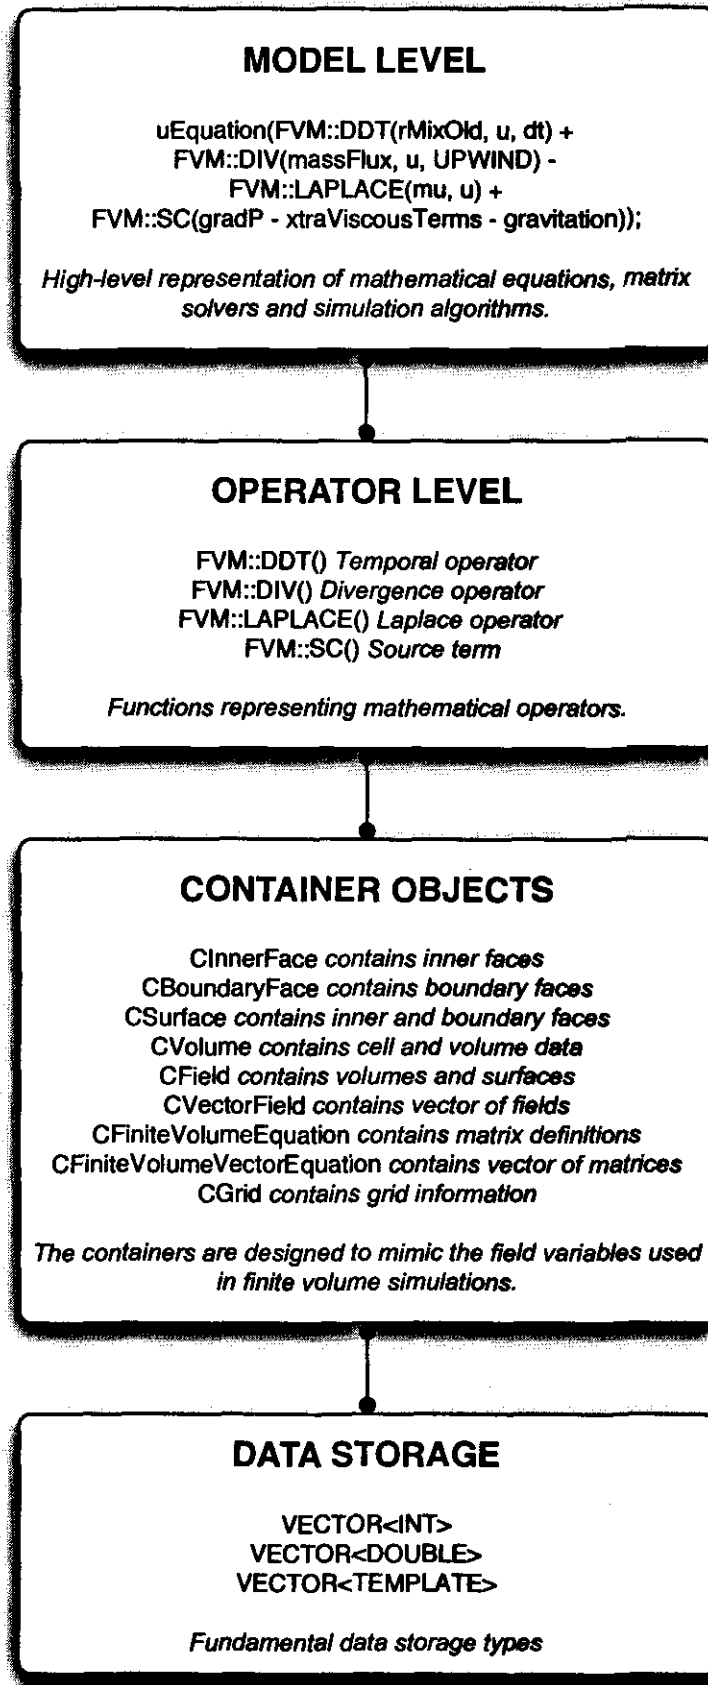 MODEL LEVEL
uEquation(FVM::DDT(rMixOld, u, dt) +
FVM::DIV(massFlux, u, UPWIND) -
FVM::LAPLACE(mu, u) +
FVM::SC(gradP - xtraViscousTerms - gravitation));
High-level representation of mathematical equations, matrix
solvers and simulation algorithms.
OPERATOR LEVEL
FVM::DDT() Temporal operator
FVM::DIV() Divergence operator
FVM::LAPLACE() Laplace operator
FVM::SC() Source term
Functions representing mathematical operators.
CONTAINER OBJECTS
CInnerFace contains inner faces
CBoundaryFace contains boundary faces
CSurface contains inner and boundary faces
CVolume contains cell and volume data
CField contains volumes and surfaces
CVectorField contains vector of fields
CFiniteVolumeEquation contains matrix definitions
CFiniteVolumeVectorEquation contains vector of matrices
CGrid contains grid information
The containers are designed to mimic the field variables used
in finite volume simulations.
DATA STORAGE
VECTOR<INT>
VECTOR<DOUBLE>
VECTOR<TEMPLATE>
Fundamental data storage types